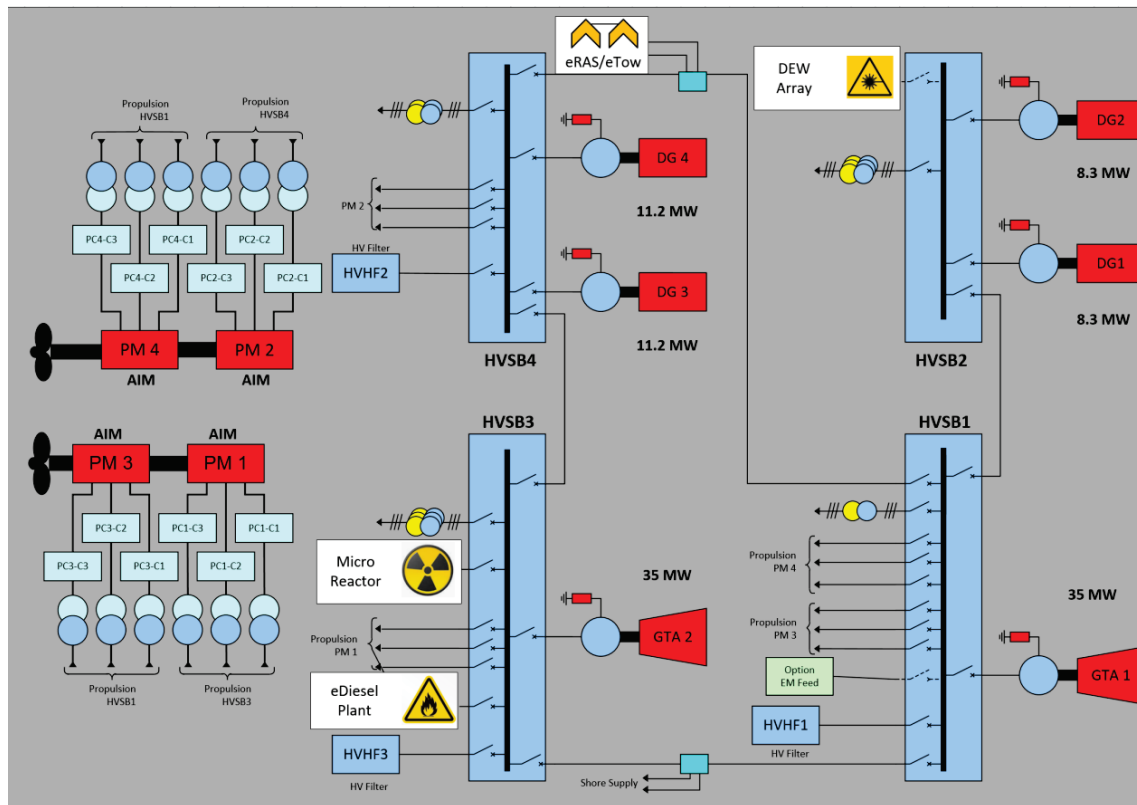 eRAS/eTow
DEW
Array
Propulsion
HVSB1
Propulsion
HVSB4
DG 4
11.2 MW
DG2
8.3 MW
PC4-C3
PC4-C1
PC2-C2
PC4-C2
PC2-C3
PC2-C1
PM 2
HV Filter
HVHF2
DG 3
11.2 MW
DG1
8.3 MW
PM 4
PM 2
AIM
AIM
HVSB4
HVSB2
AIM
AIM
PM 3
PM 1
HVSB3
HVSB1
PC3-C2
PC1-C3
PC1-C1
PC3-C3
PC3-C1
PC1-C2
Micro
Reactor
Propulsion
PM 4
35 MW
35 MW
Propulsion
PM 1
GTA 2
Propulsion
PM 3
Option
EM Feed
GTA 1
Propulsion
HVSB1
Propulsion
HVSB3
eDiesel
Plant
HVHF3
HV Filter
Shore Supply
HVHF1
HV Filter